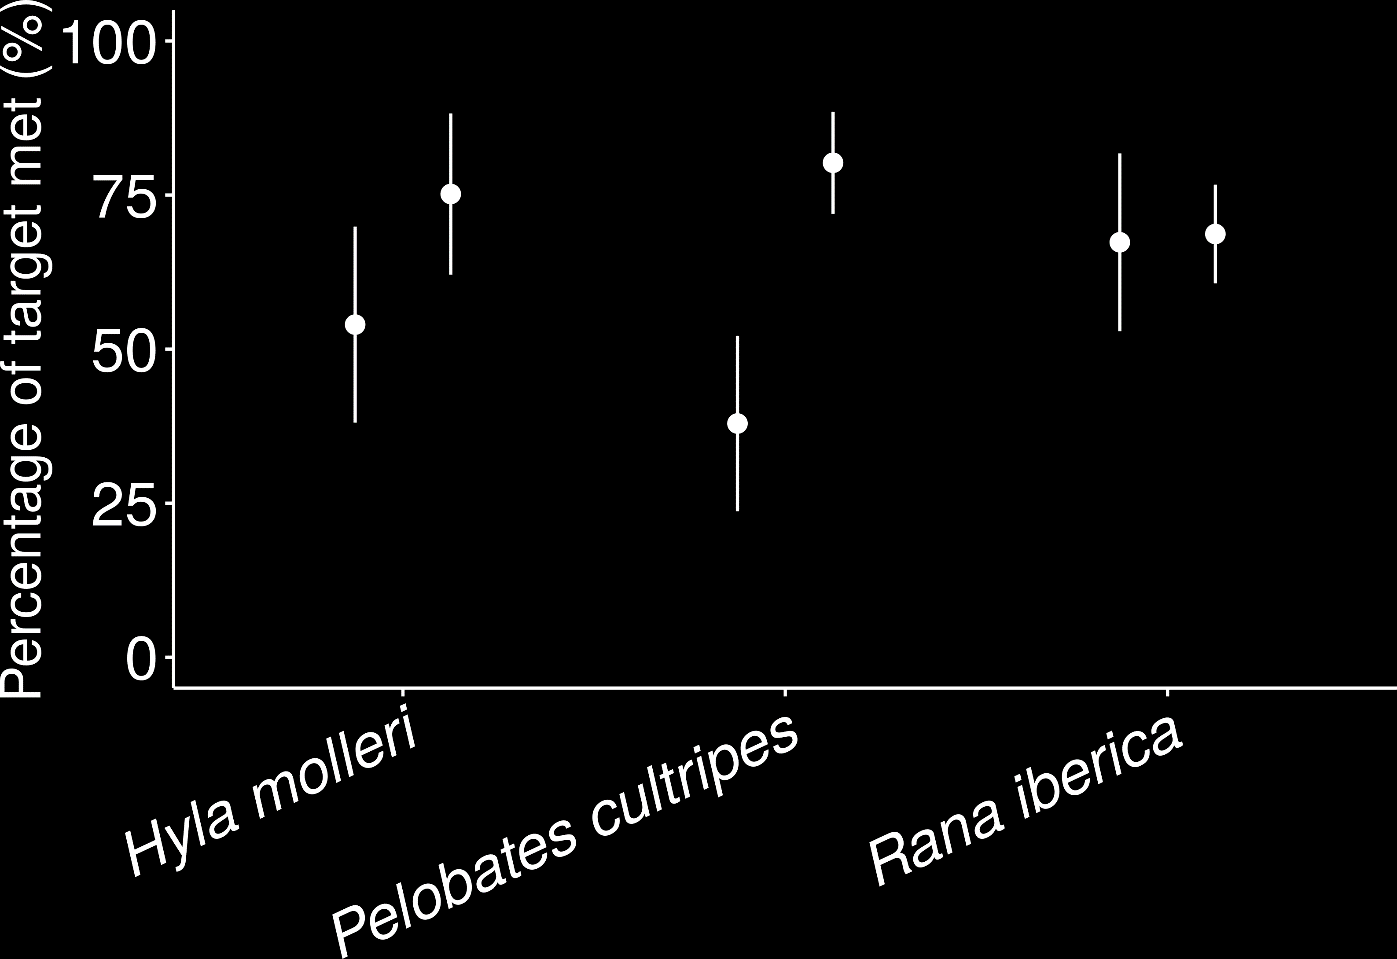 Percentage of target met (%)
100
75
50
25
0
Hyla molleri
Pelobates cultripes
Rana iberica